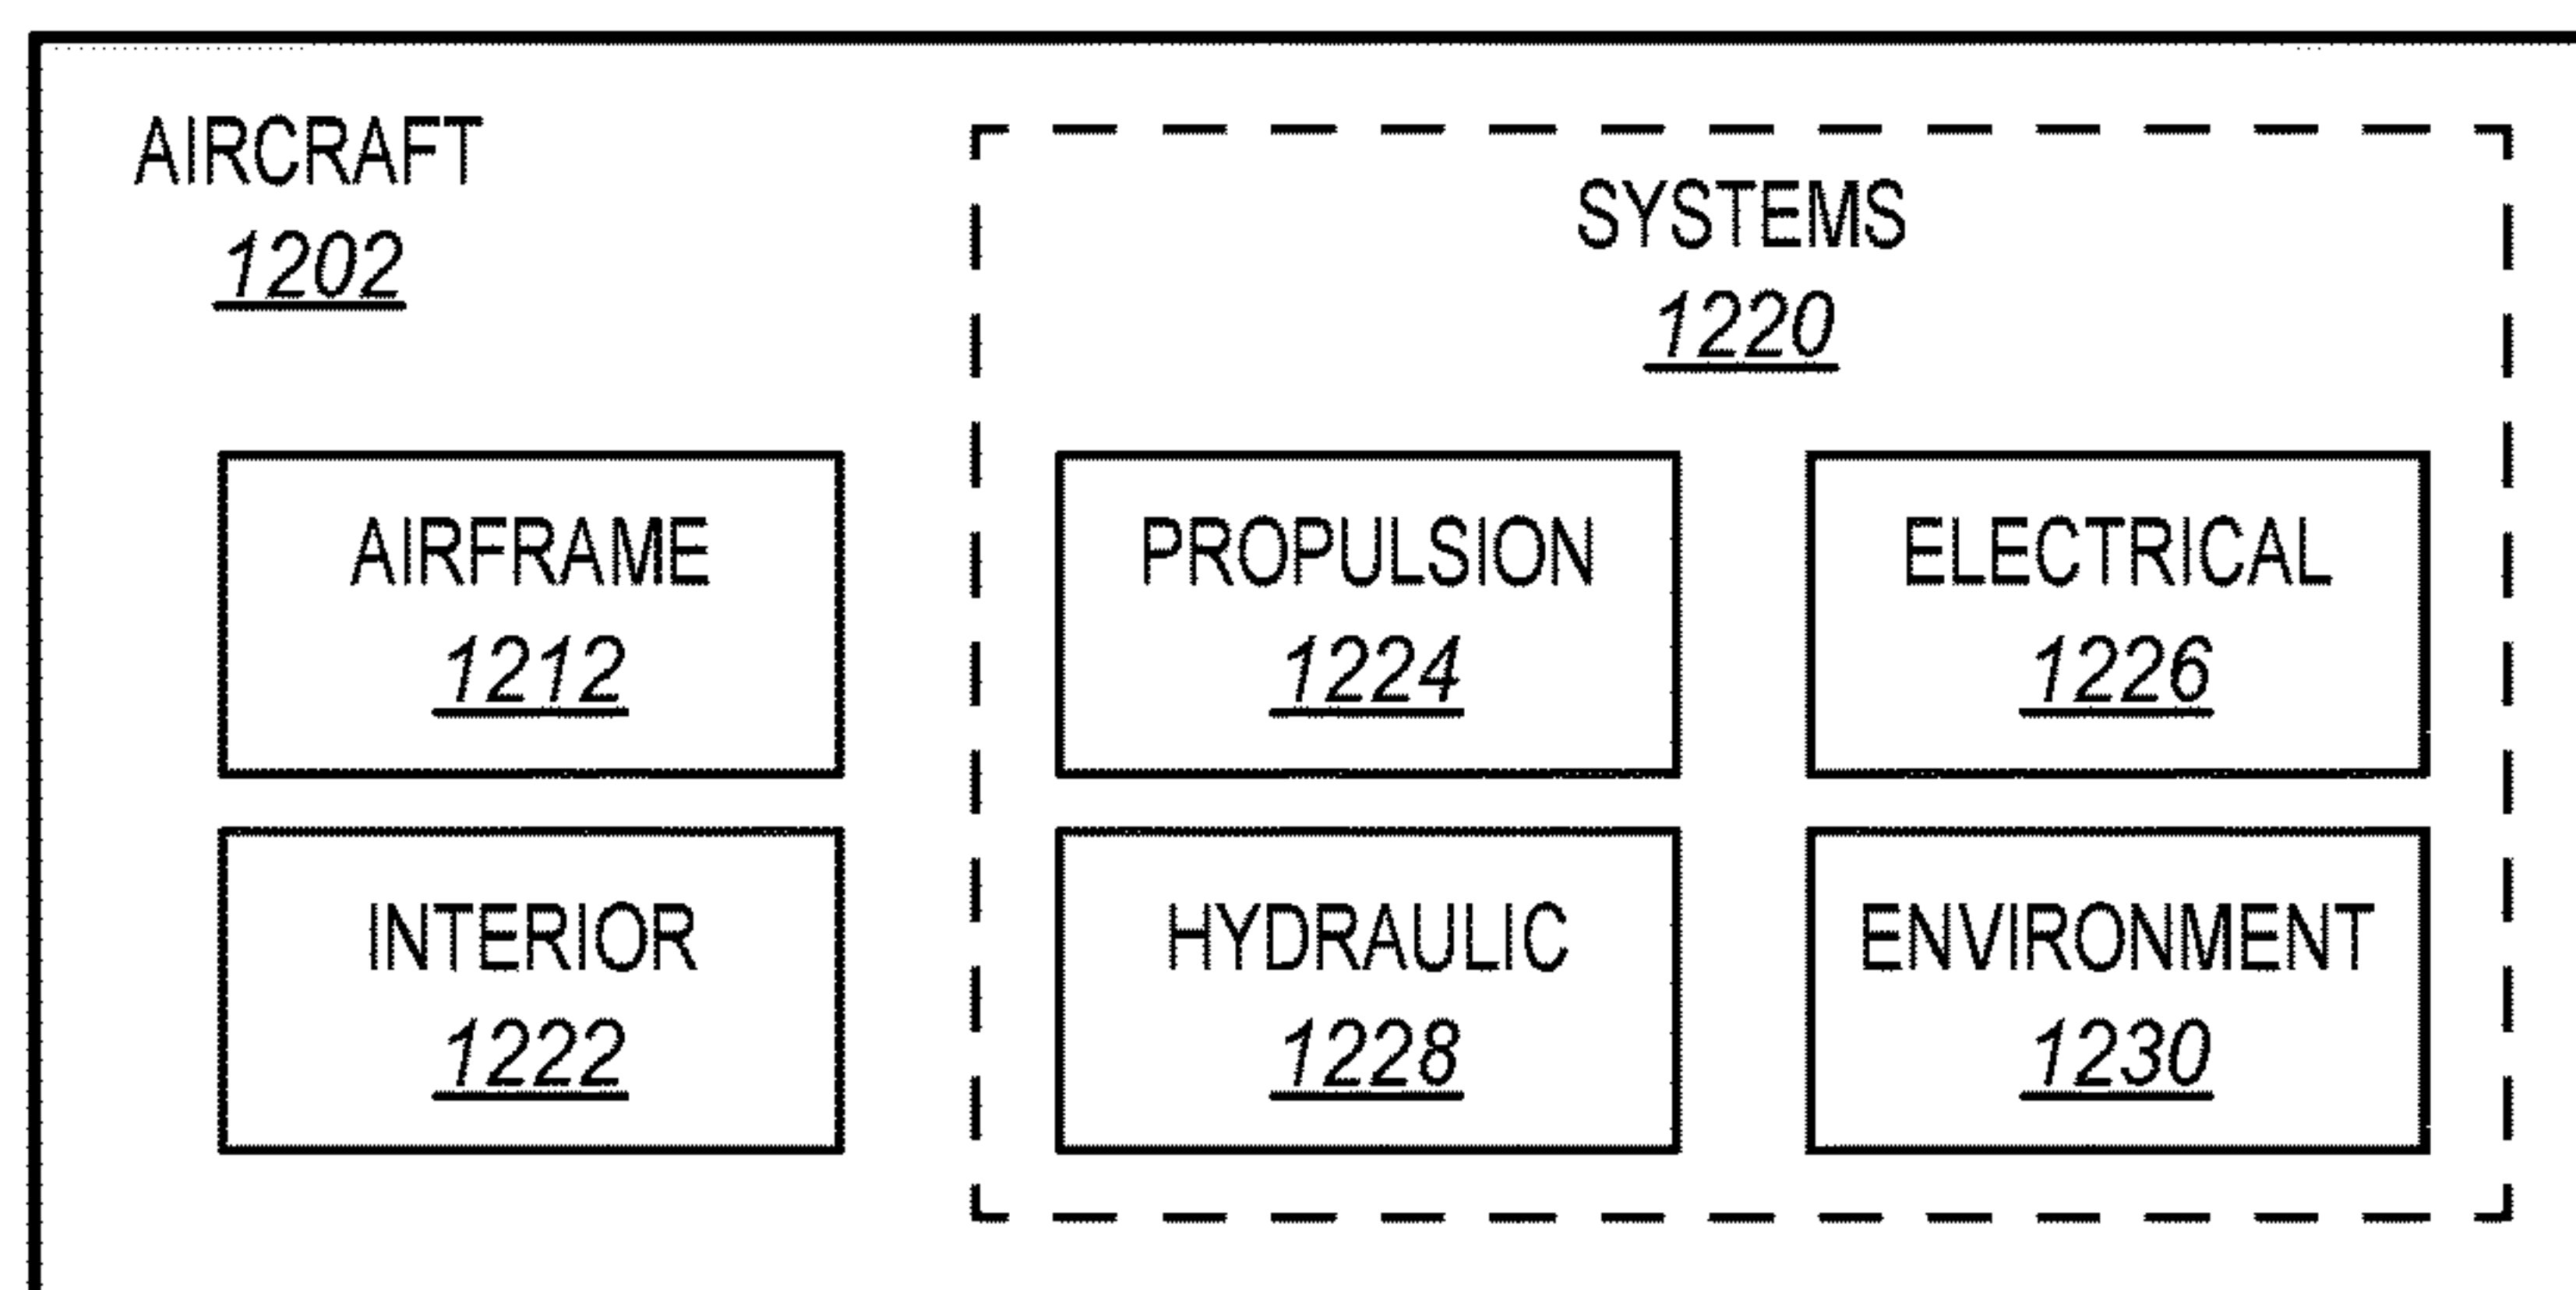 AIRCRAFT
1202
SYSTEMS
1220
AIRFRAME
1212
PROPULSION
1224
ELECTRICAL
1226
INTERIOR
1222
HYDRAULIC
1228
ENVIRONMENT
1230